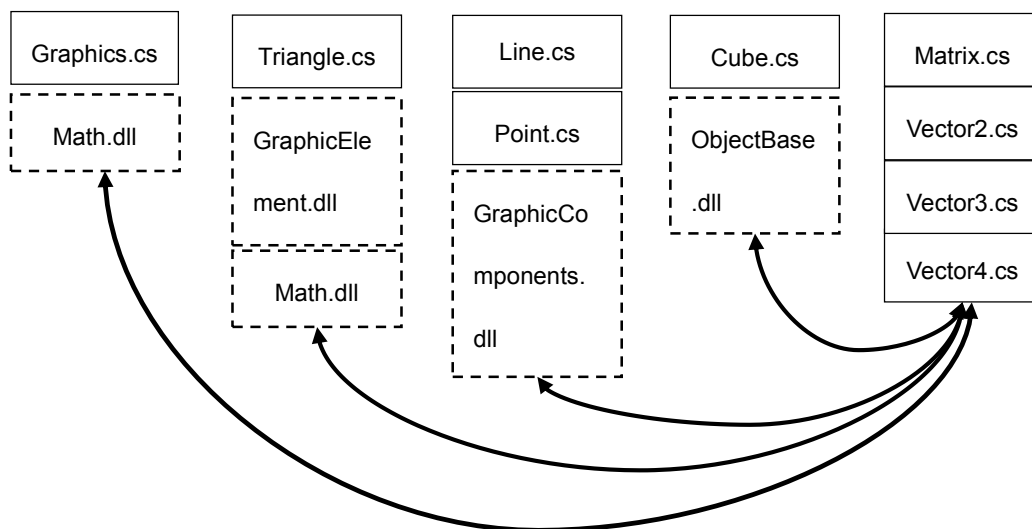 Graphics.cs
Math.dll
Triangle.cs
GraphicEle
ment.dll
Math.dll
Line.cs
Point.cs
GraphicCo
mponents.
dll
Cube.cs
ObjectBase
.dll
Matrix.cs
Vector2.cs
Vector3.cs
Vector4.cs